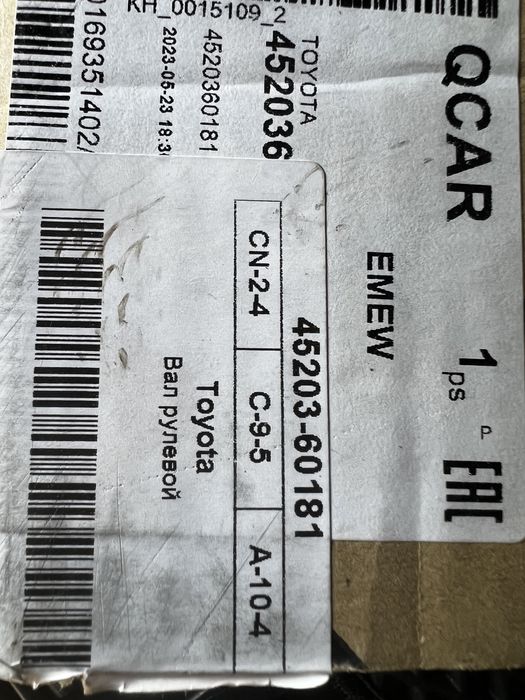 QCAR
1
ps
EAC
EMEW
TOYOTA
452036
4520360181
2023-05-23 18:3
KH_0015109_2
0169351402
45203-60181
CN-2-4
C-9-5
A-10-4
Toyota
Вал рулевой